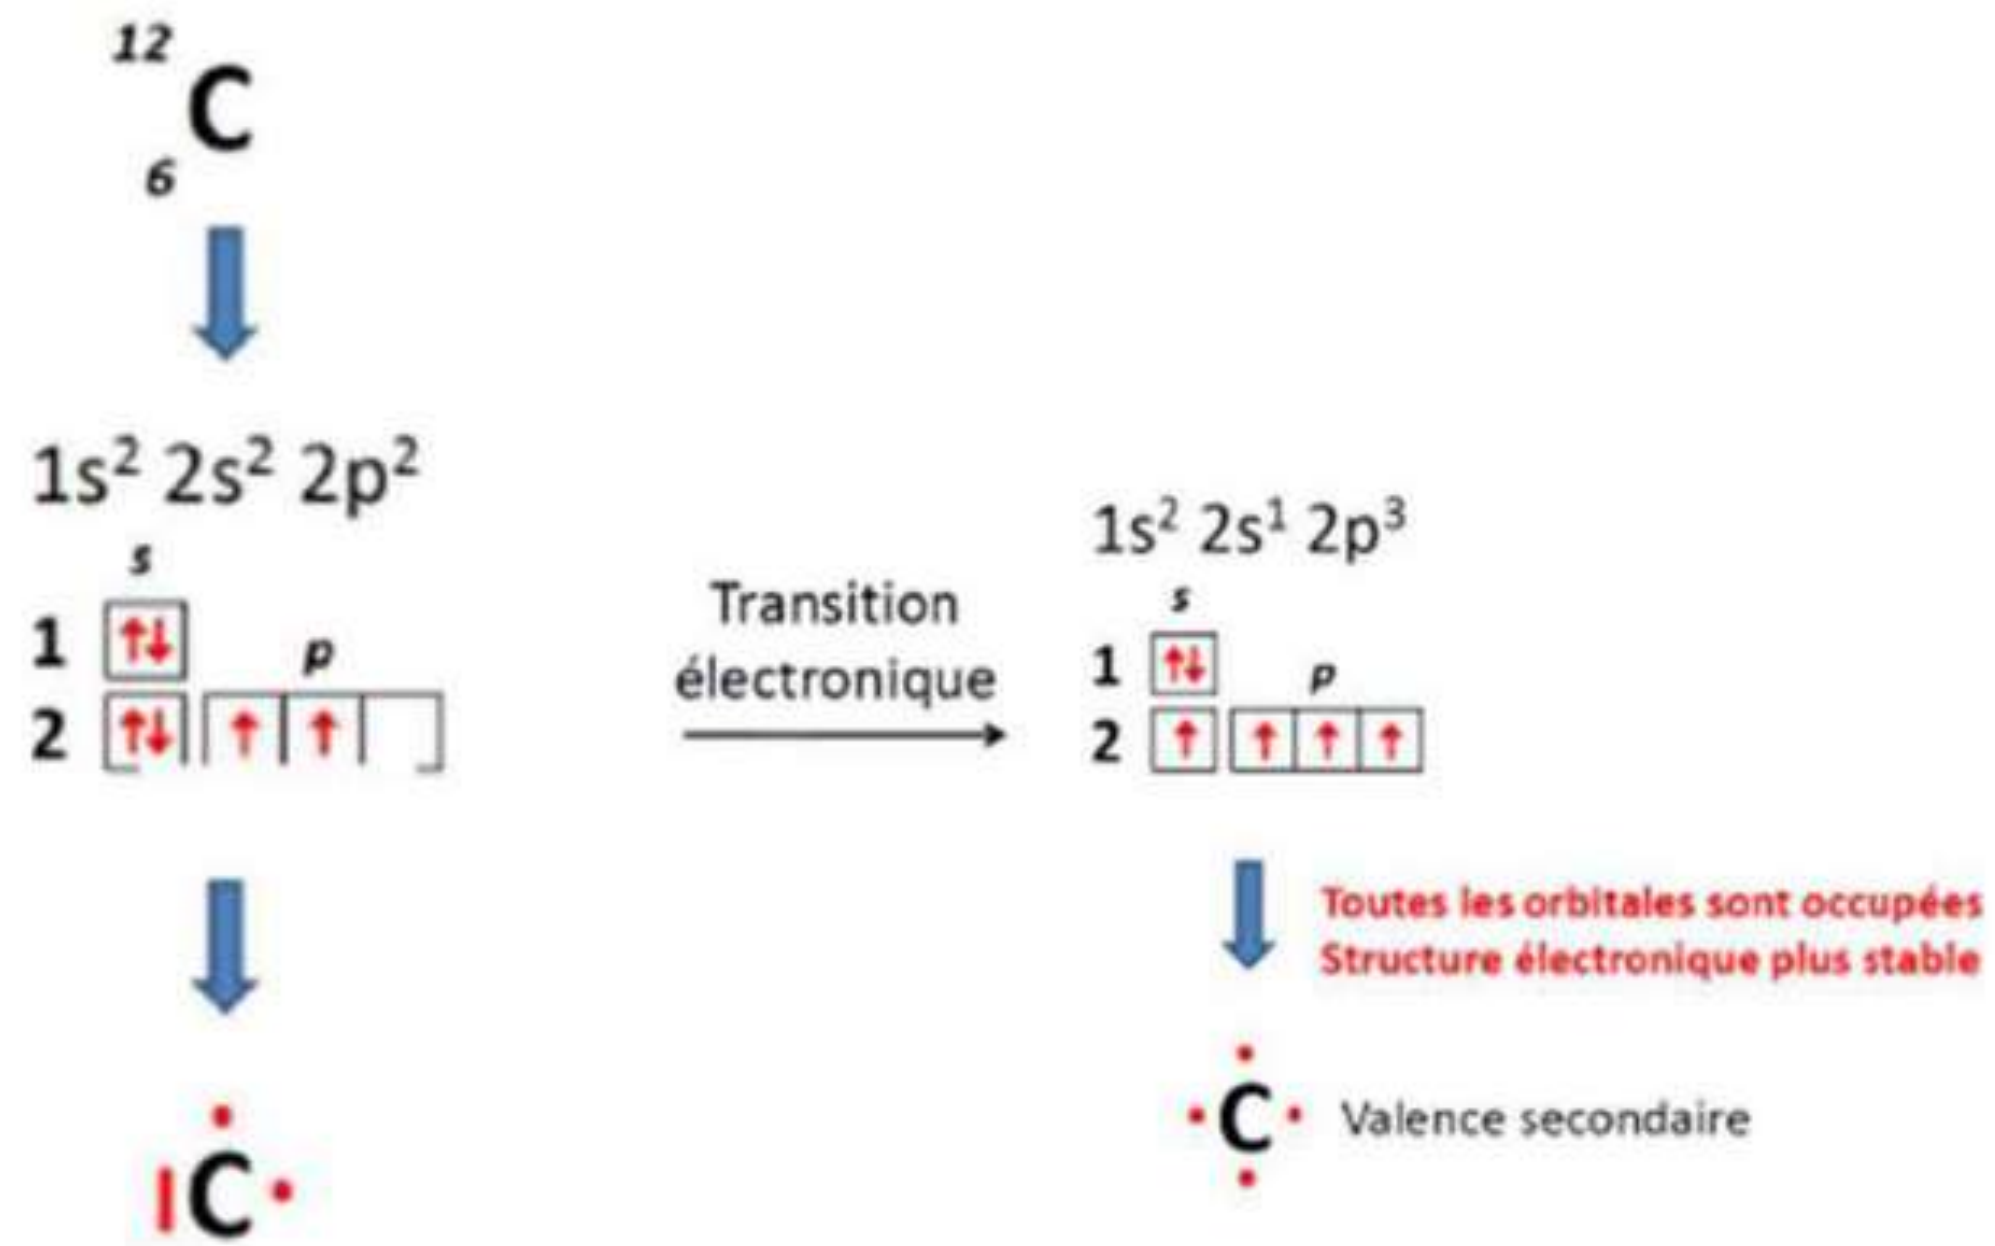 12
C
6
1s² 2s² 2p²
s
1
p
2
IC
Transition
électronique
1s² 2s¹ 2p³
s
1
p
2
Toutes les orbitales sont occupées
Structure électronique plus stable
C
Valence secondaire